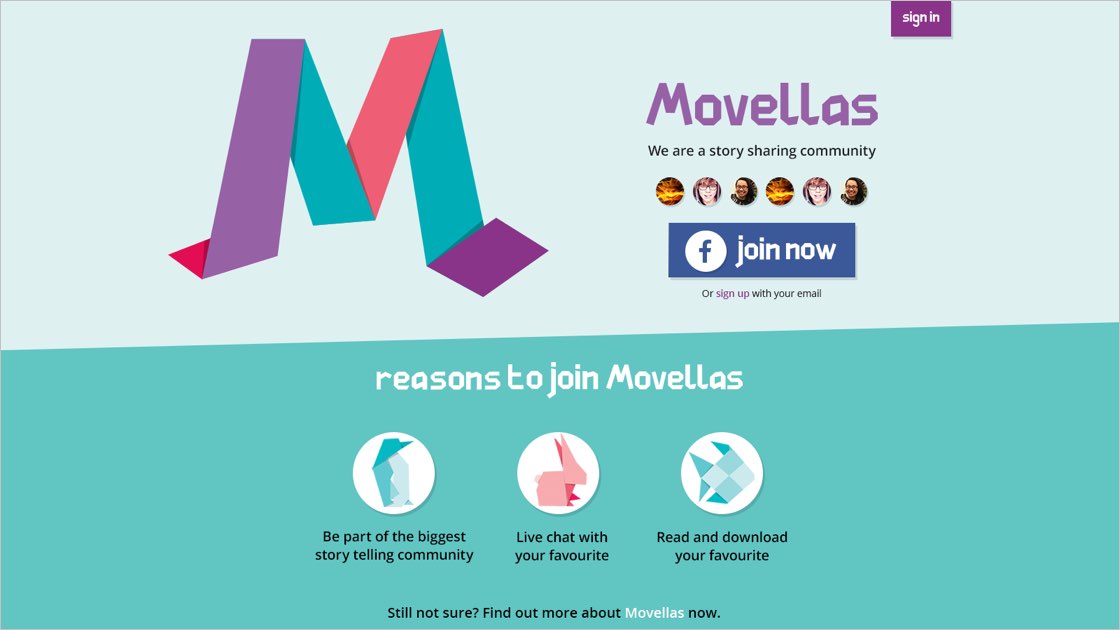 sign in
Movellas
We are a story sharing community
f join now
Or sign up with your email
reasons to join Movellas
Be part of the biggest
story telling community
Live chat with
your favourite
Read and download
your favourite
Still not sure? Find out more about Movellas now.